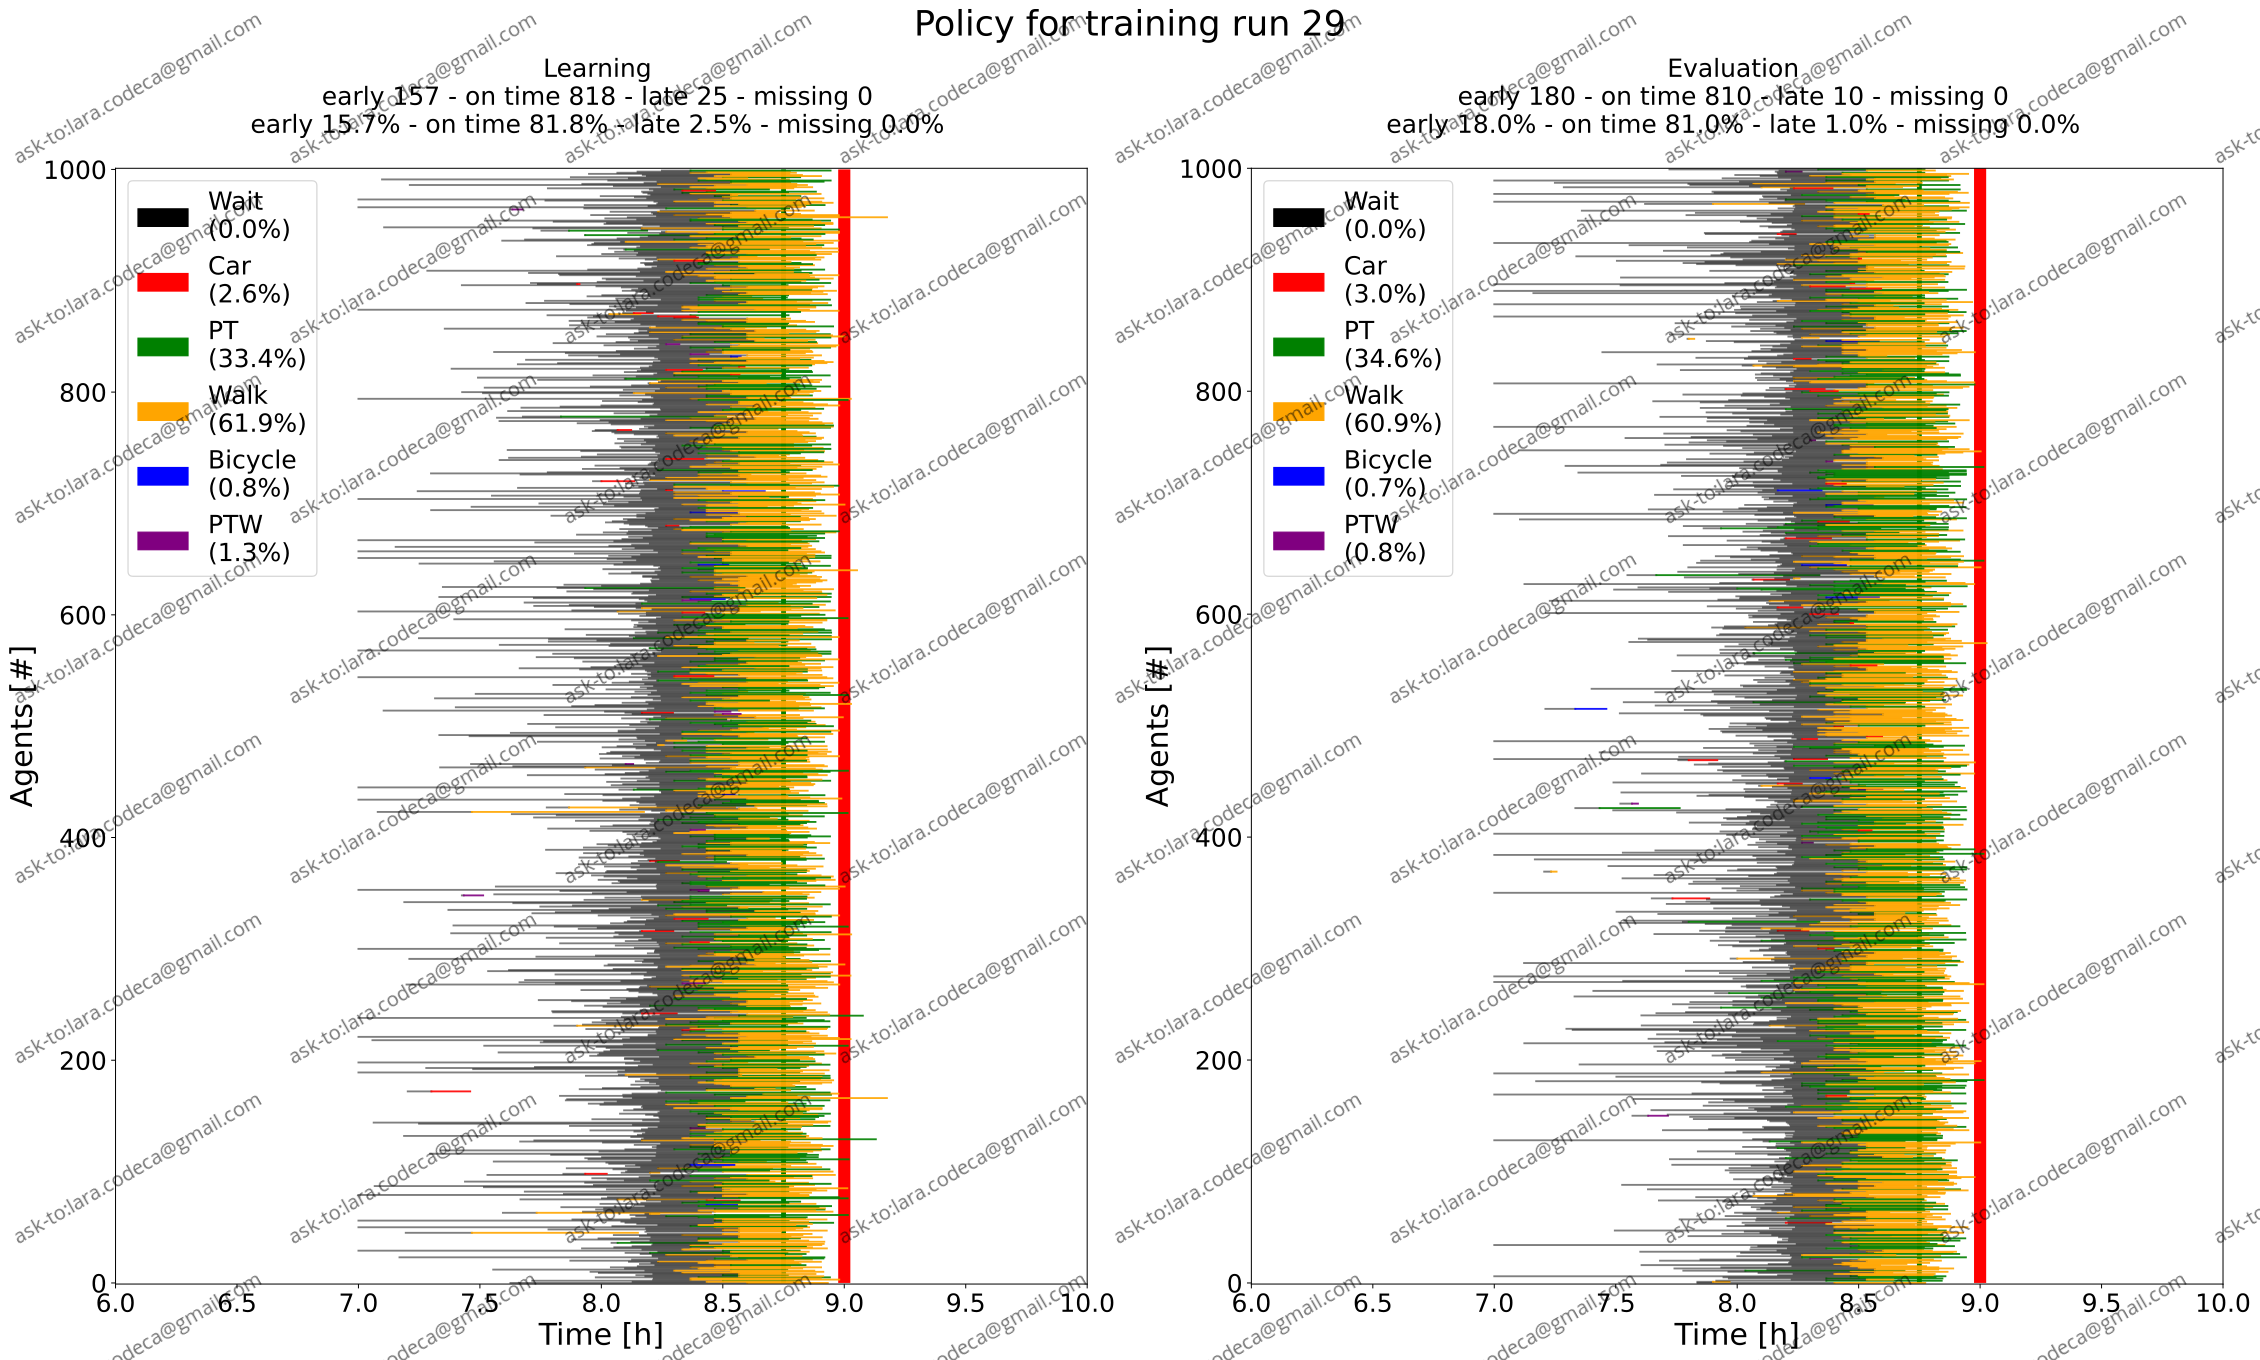 Policy for training run 29
Learning
early 157 - on time 818 - late 25 - missing 0
early 15.7% - on time 81.8% - late 2.5% - missing 0.0%
1000
800
600
400
200
0
Agents [#]
Wait
(0.0%)
Car
(2.6%)
PT
(33.4%)
Walk
(61.9%)
Bicycle
(0.8%)
PTW
(1.3%)
6.0 6.5 7.0 7.5 8.0 8.5 9.0 9.5 10.0
Time [h]
Evaluation
early 180 - on time 810 - late 10 - missing 0
early 18.0% - on time 81.0% - late 1.0% - missing 0.0%
1000
800
600
400
200
0
Agents [#]
Wait
(0.0%)
Car
(3.0%)
PT
(34.6%)
Walk
(60.9%)
Bicycle
(0.7%)
PTW
(0.8%)
6.0 6.5 7.0 7.5 8.0 8.5 9.0 9.5 10.0
Time [h]
ask-to:lara.codeca@gmail.com